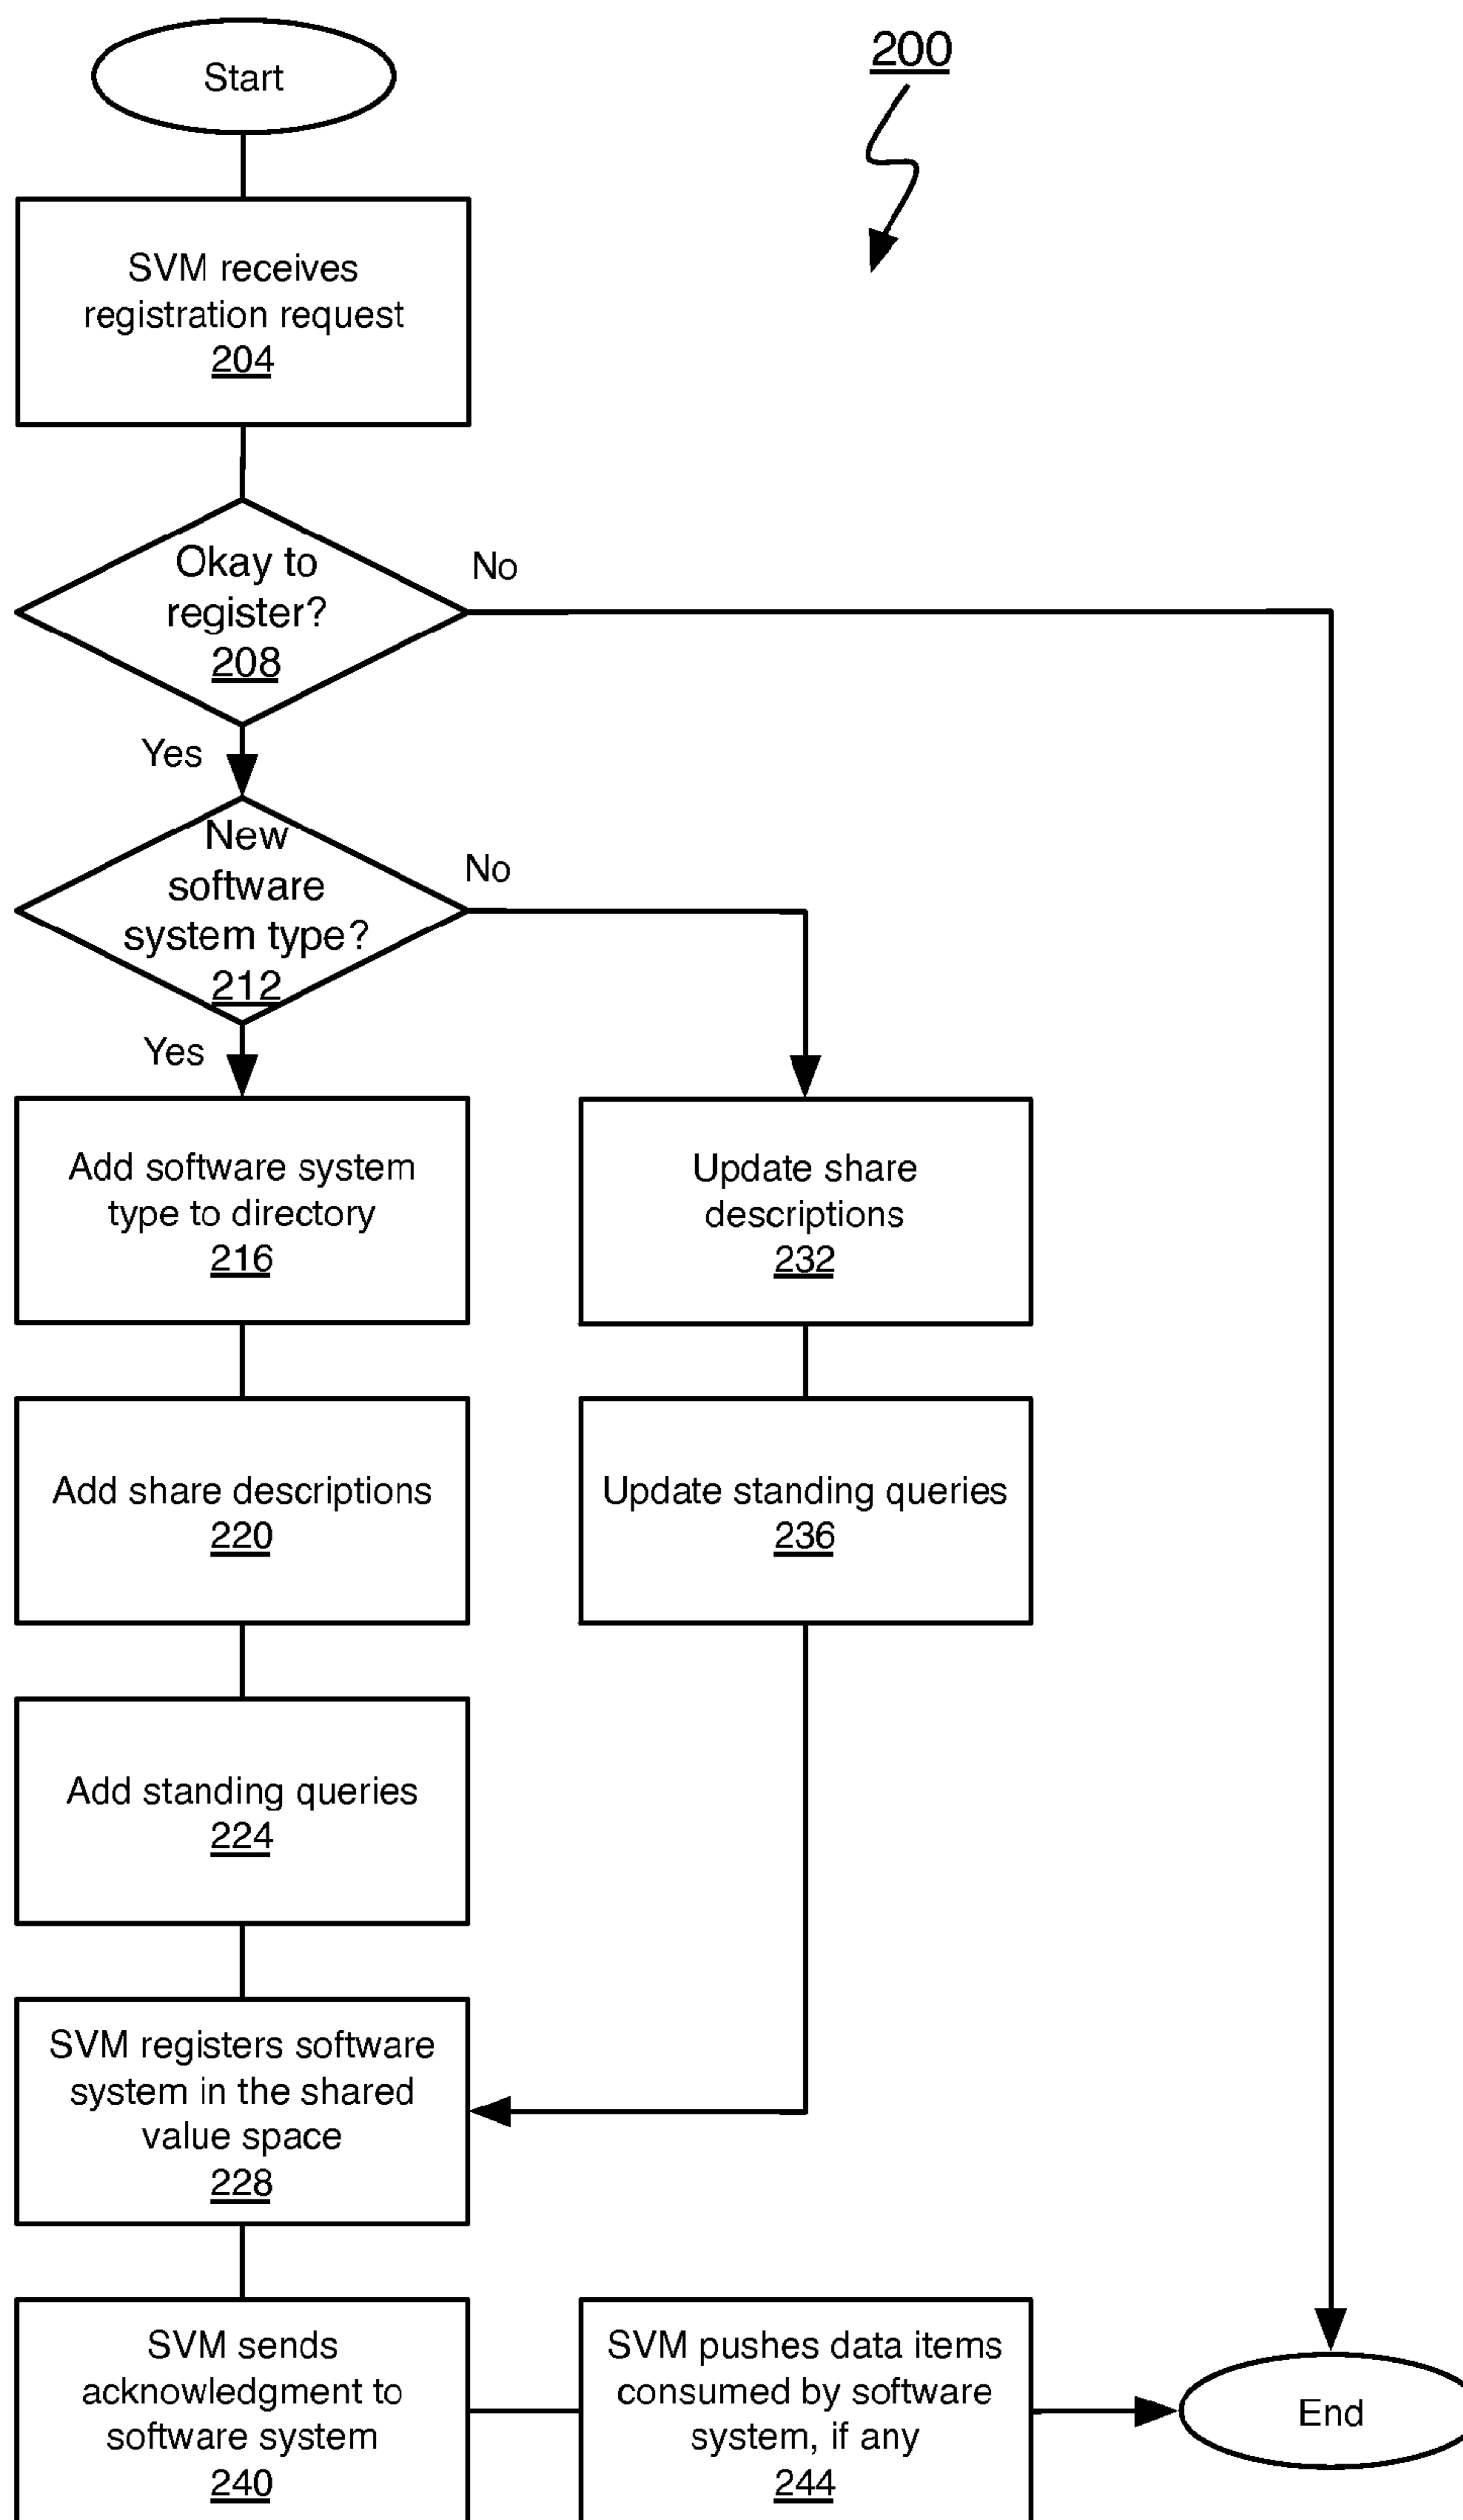 Start
200
SVM receives
registration request
204
Okay to
register?
208
No
Yes
New
software
system type?
212
No
Yes
Add software system
type to directory
216
Update share
descriptions
232
Add share descriptions
220
Update standing queries
236
Add standing queries
224
SVM registers software
system in the shared
value space
228
SVM sends
acknowledgment to
software system
240
SVM pushes data items
consumed by software
system, if any
244
End